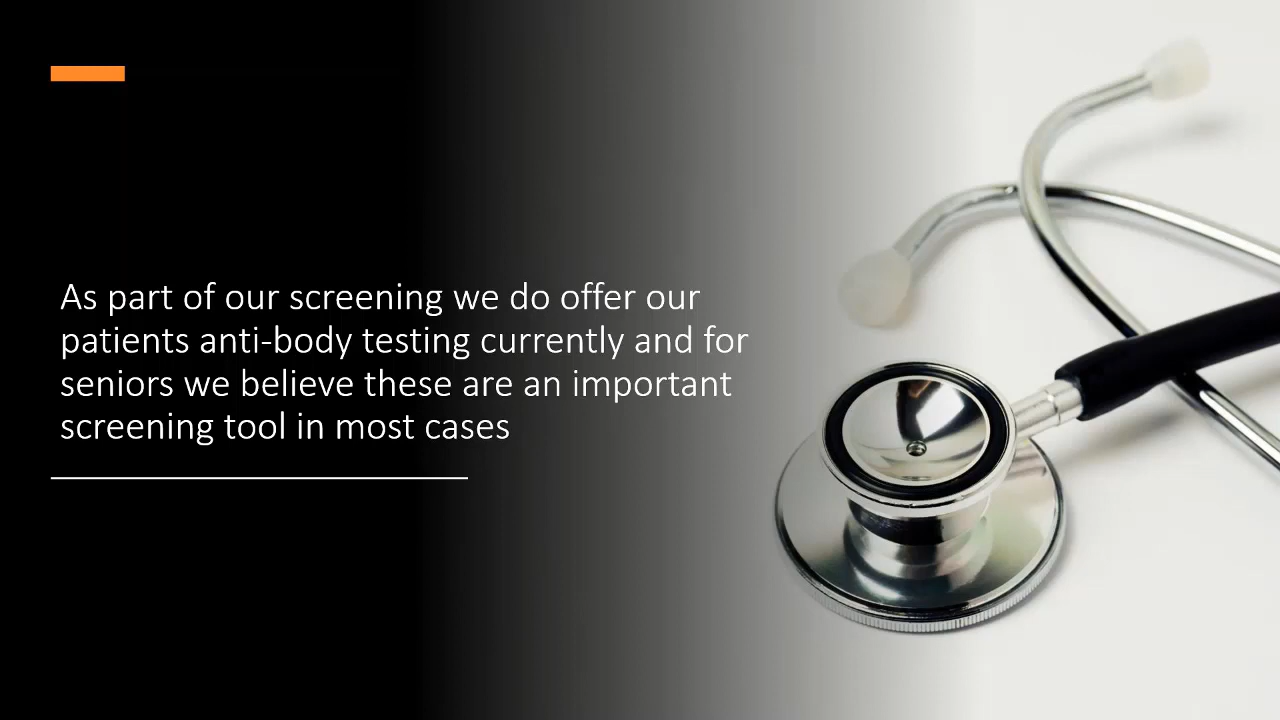 As part of our screening we do offer our
patients anti-body testing currently and for
seniors we believe these are an important
screening tool in most cases